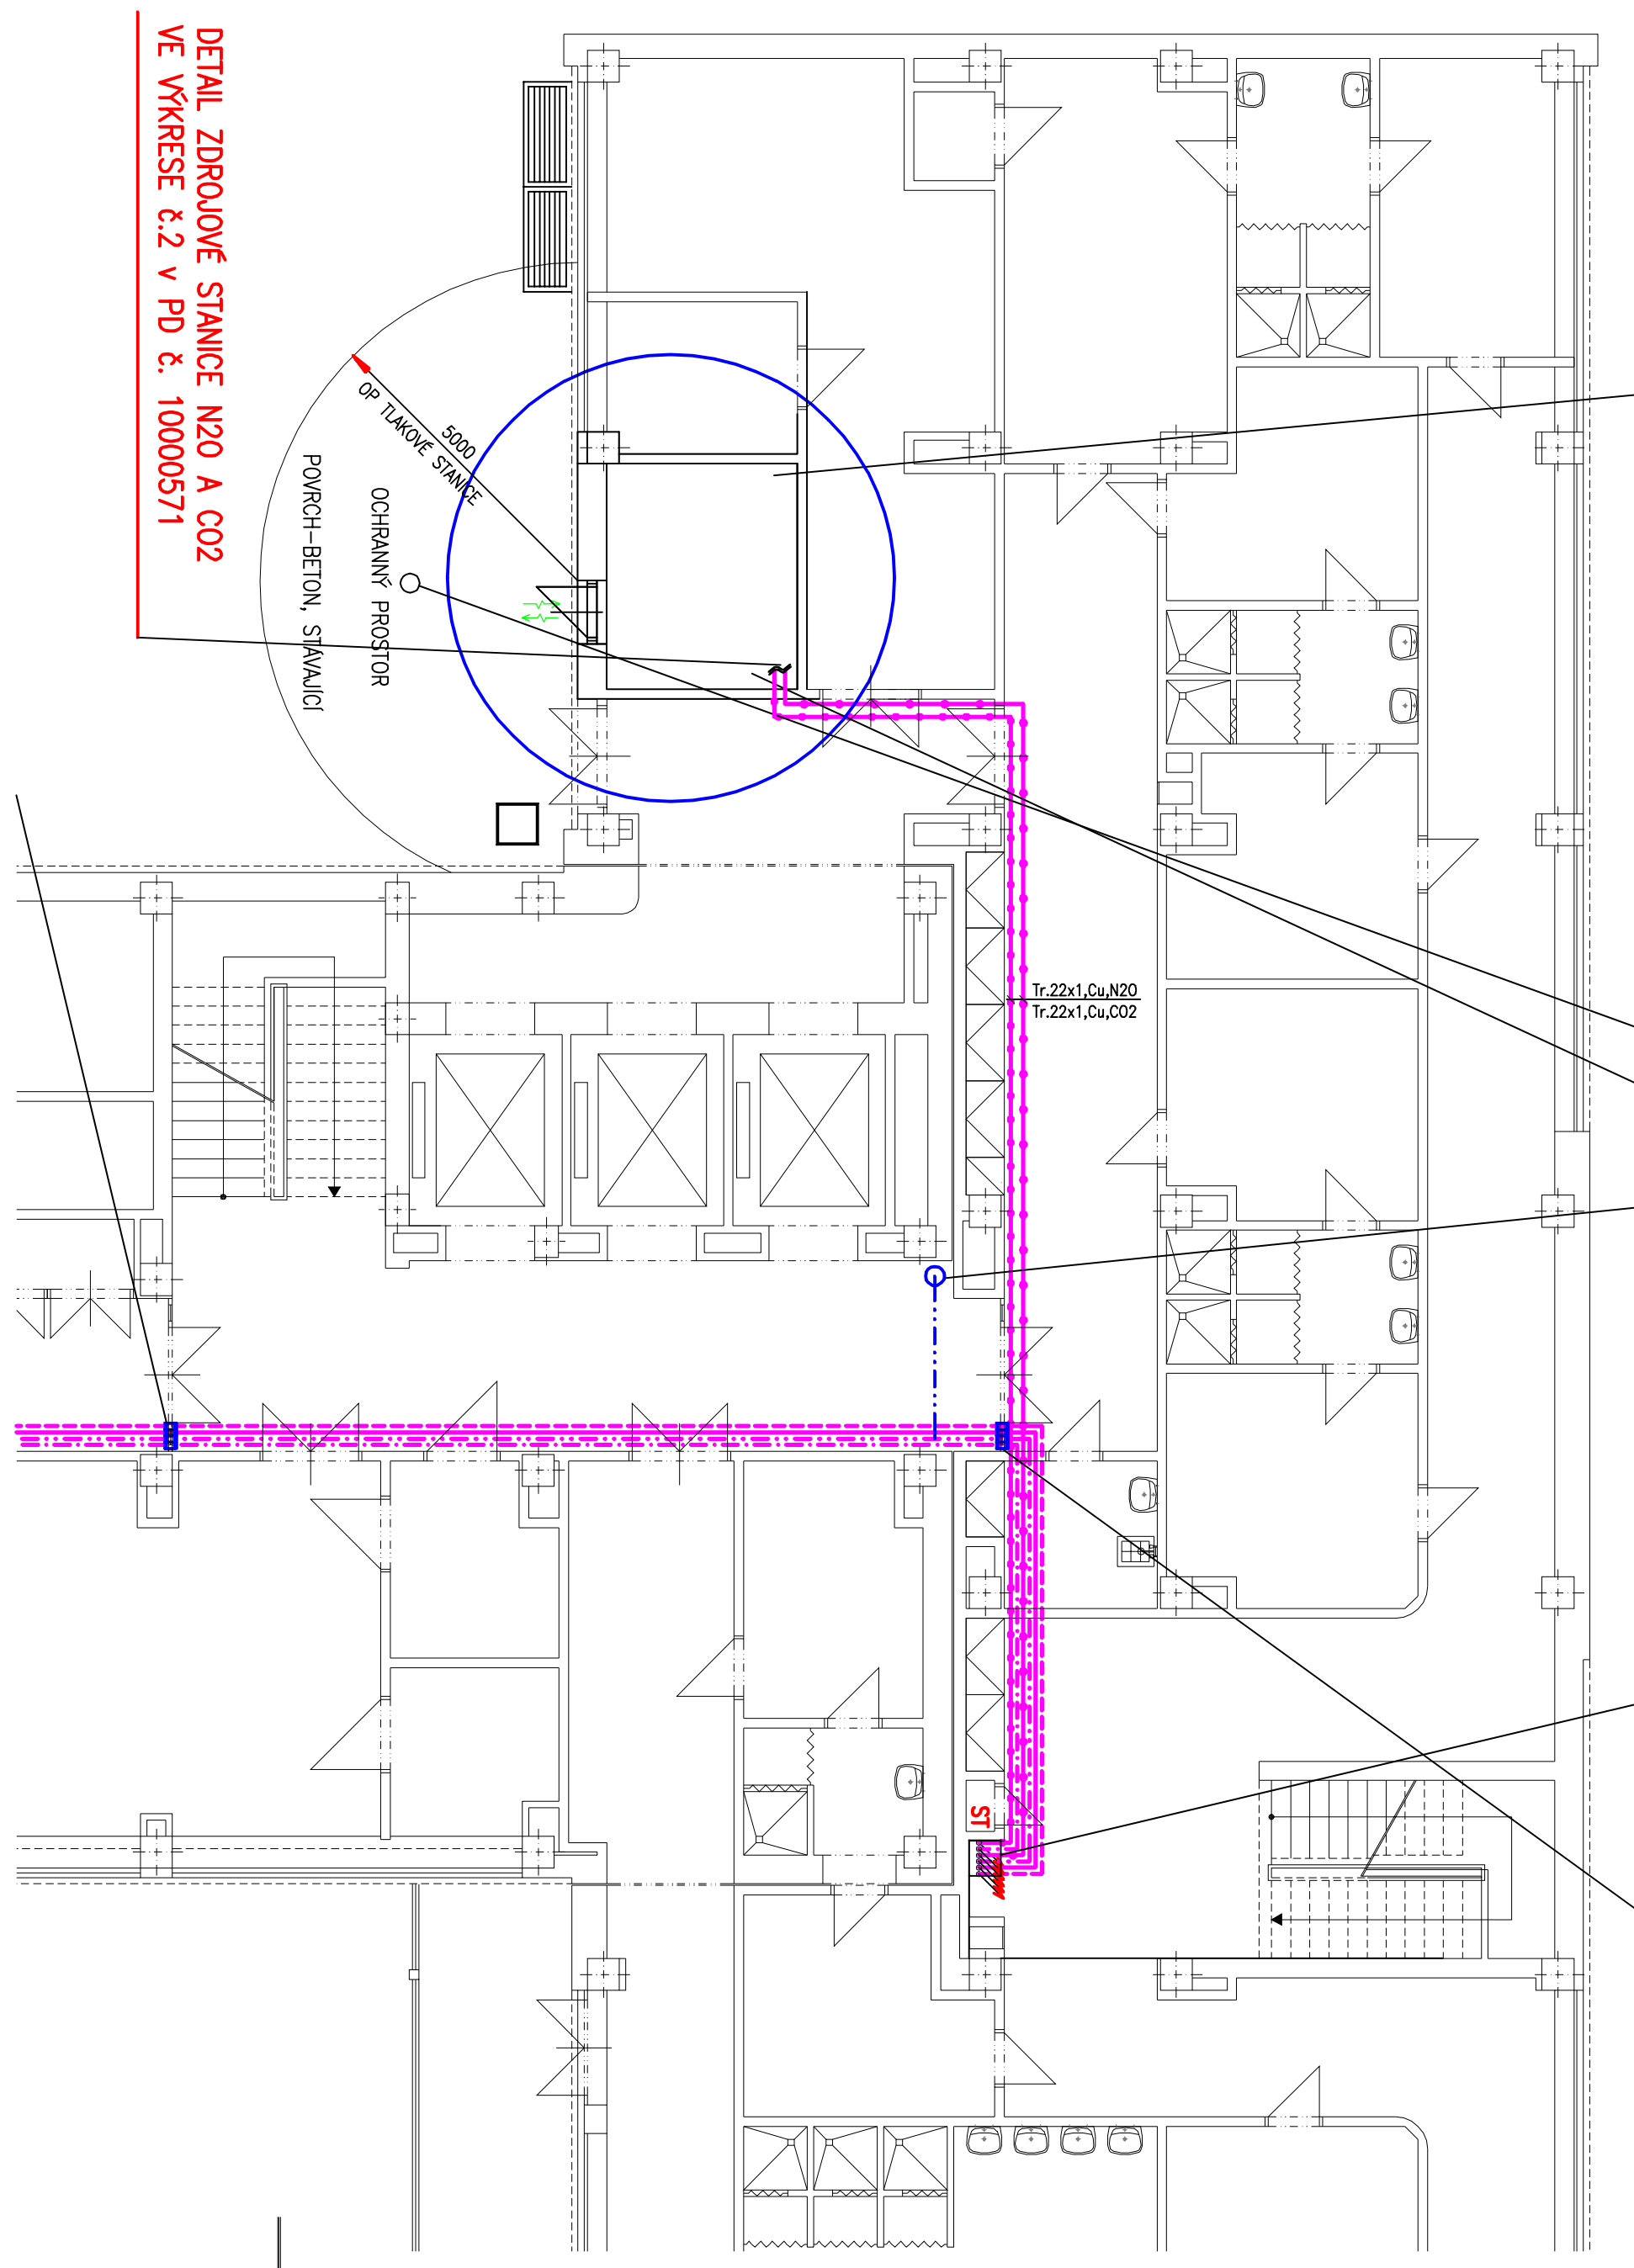 DETAIL ZDROJOVÉ STANICE N2O A CO2
VE VÝKRESE č.2 v PD č. 10000571
5000
OP TLAKOVÉ STANICE
OCHRANNÝ PROSTOR
POVRCH-BETON, STÁVAJÍCÍ
Tr.22x1,Cu,N2O
Tr.22x1,Cu,CO2
ST